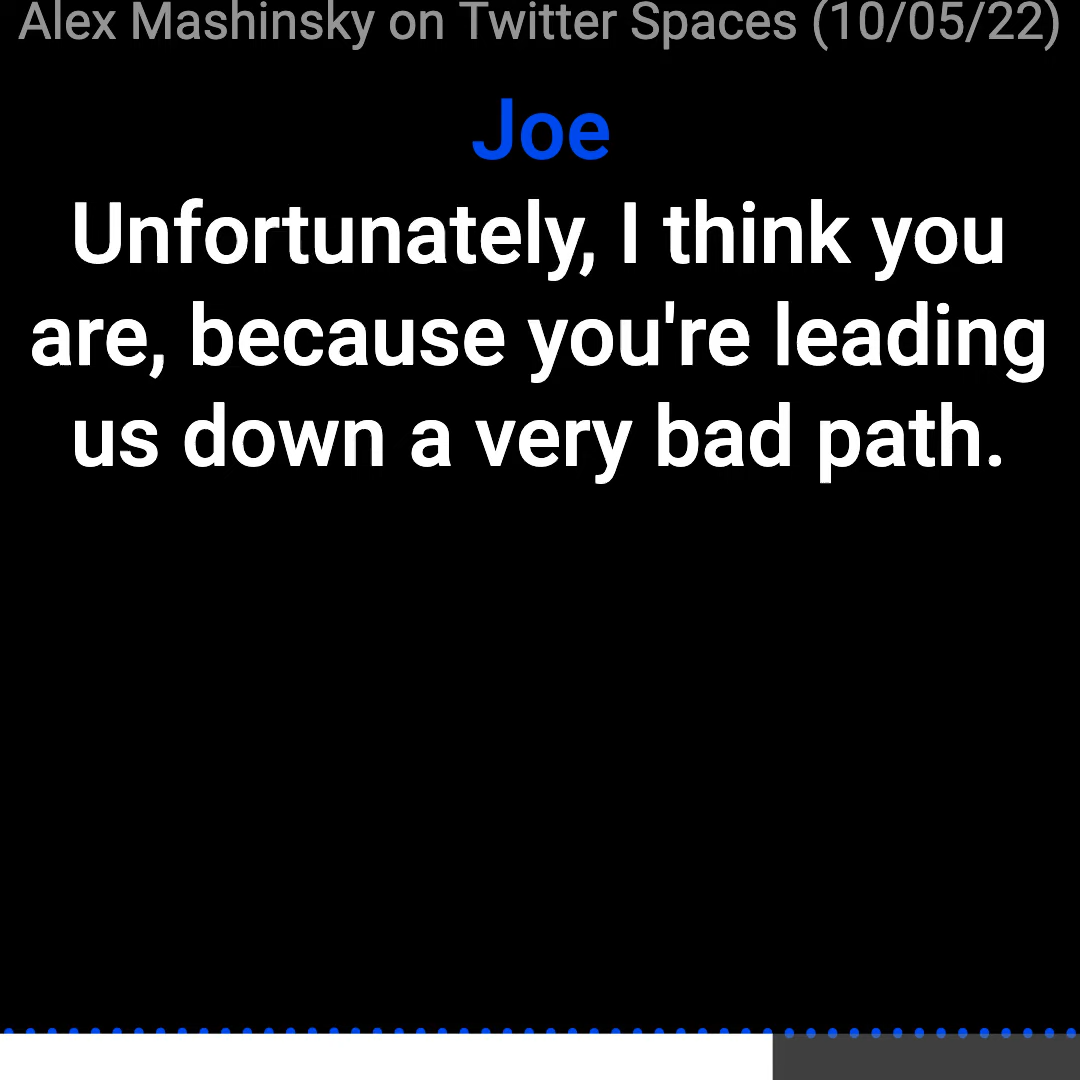 Alex Mashinsky on Twitter Spaces (10/05/22)
Joe
Unfortunately, I think you
are, because you're leading
us down a very bad path.